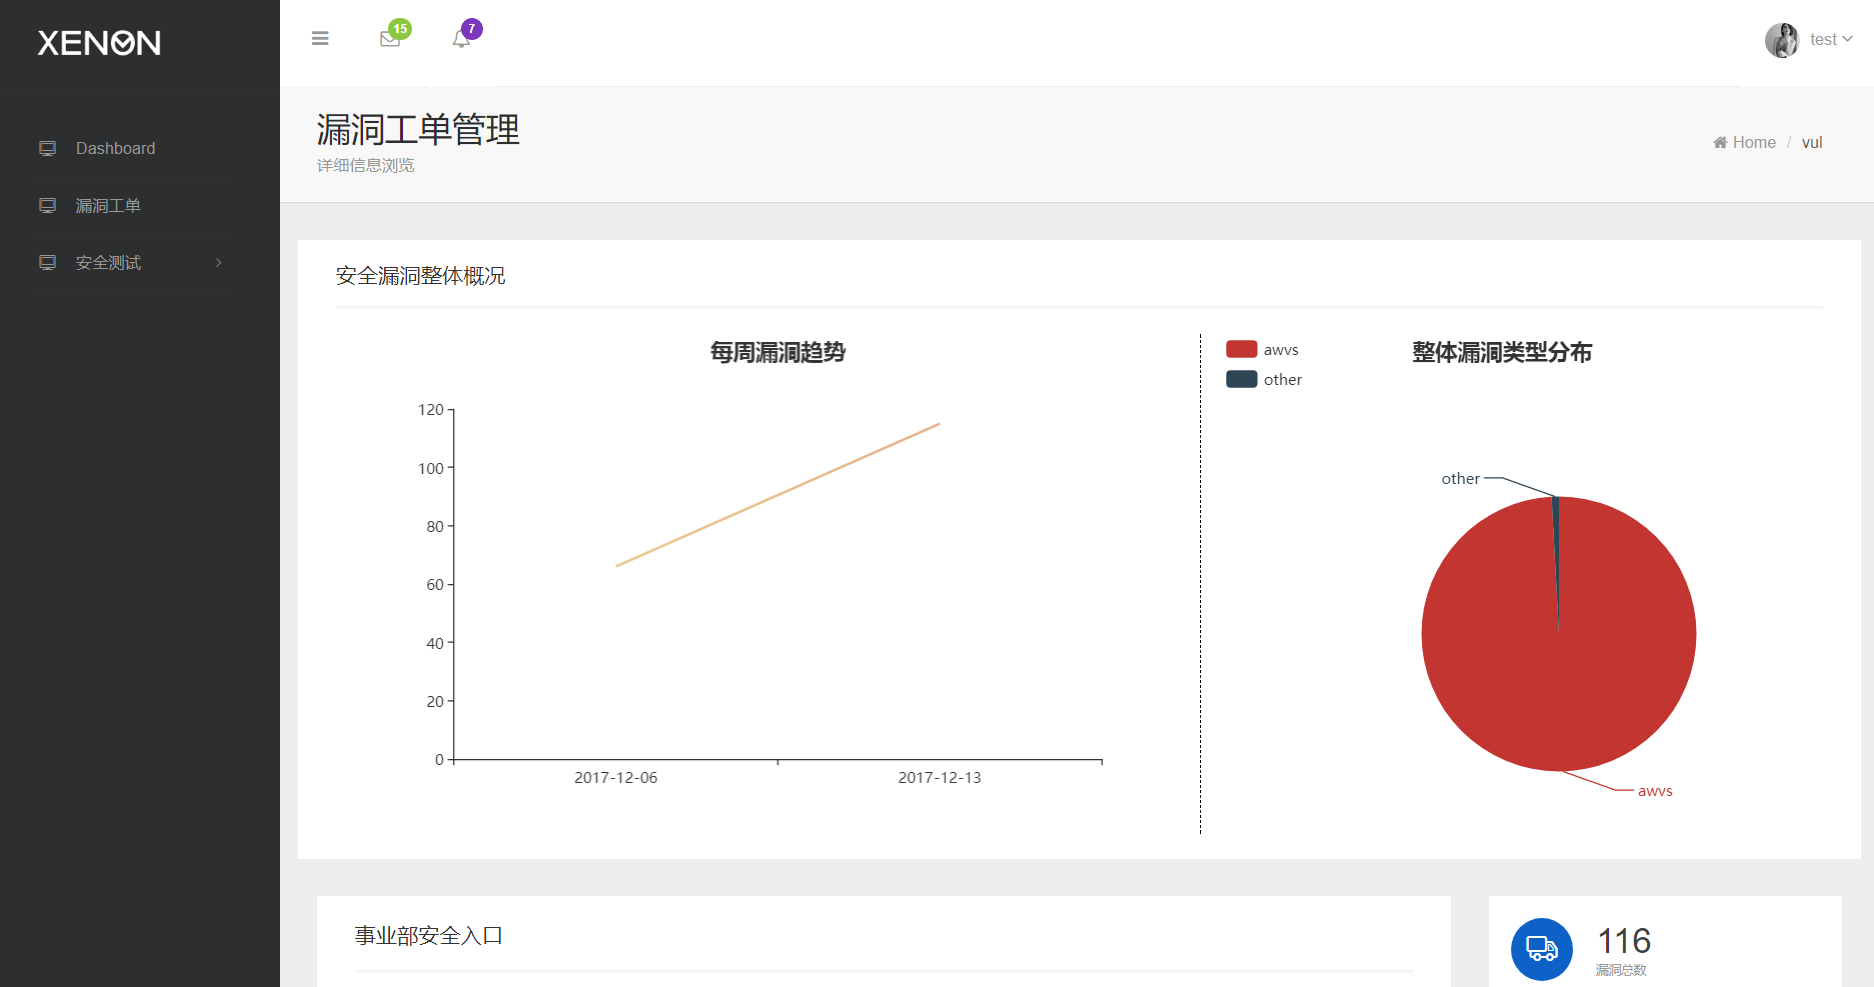 XENON
15
7
test
Dashboard
漏洞工单
安全测试
漏洞工单管理
详细信息浏览
Home / vul
安全漏洞整体概况
每周漏洞趋势
120
100
80
60
40
20
0
2017-12-06
2017-12-13
awvs
other
整体漏洞类型分布
other
awvs
事业部安全入口
116
漏洞总数